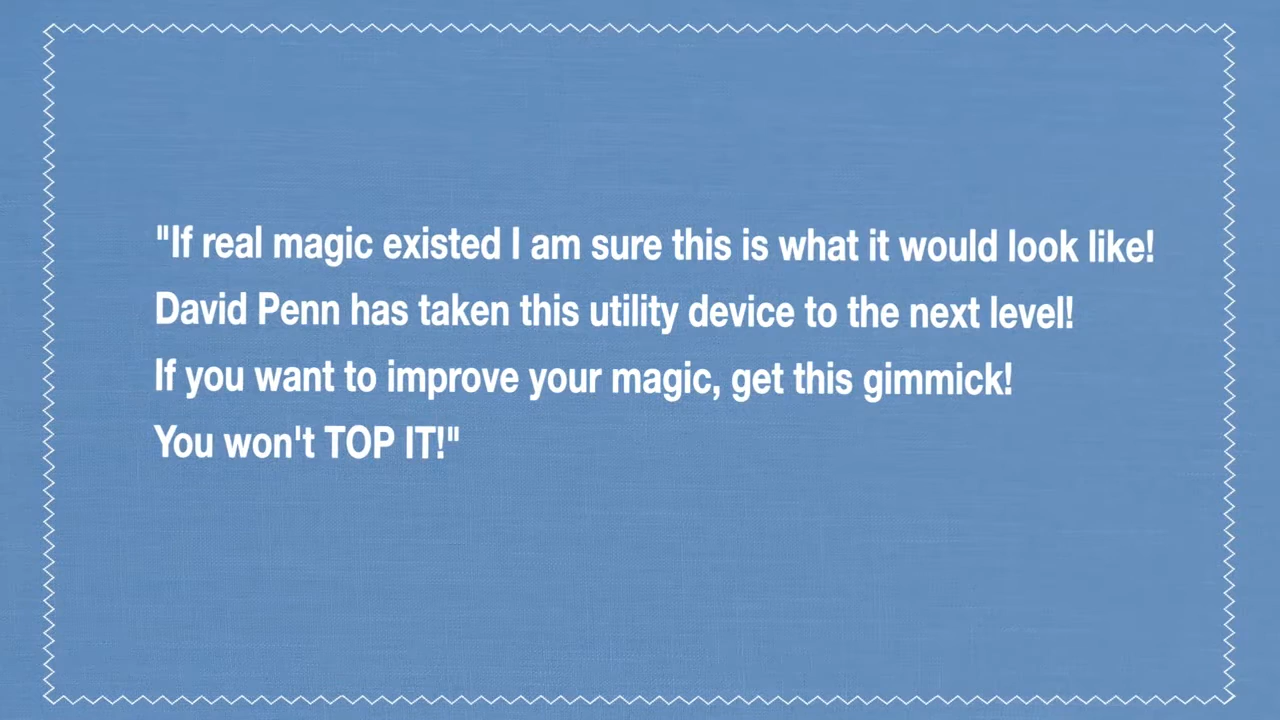 "If real magic existed I am sure this is what it would look like!
David Penn has taken this utility device to the next level!
If you want to improve your magic, get this gimmick!
You won't TOP IT!"